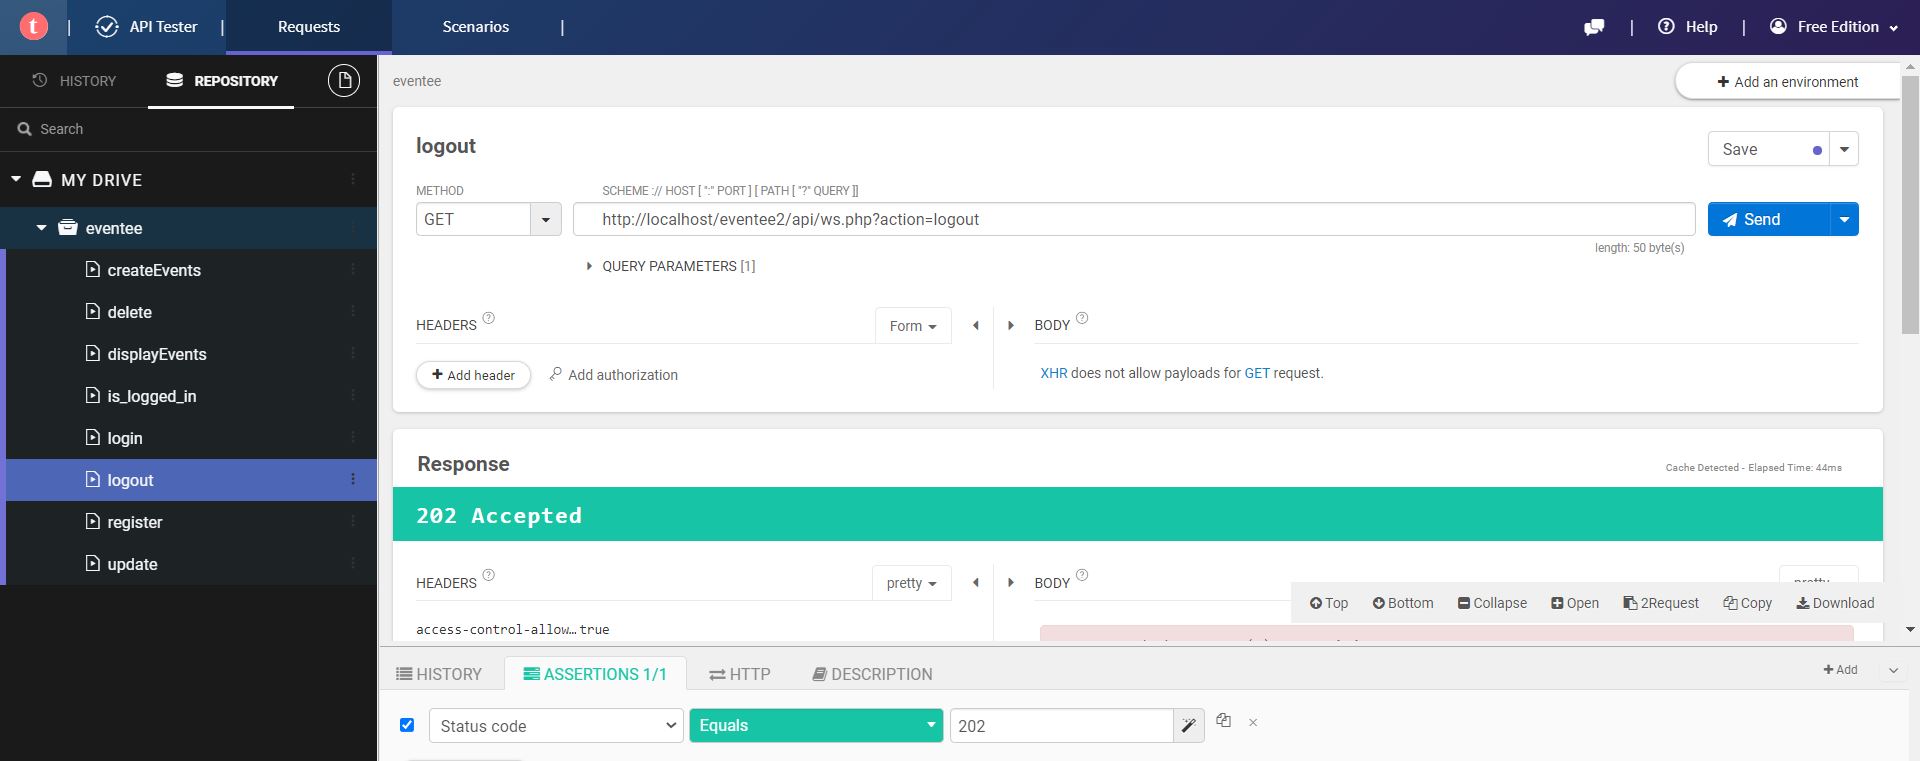 t | API Tester | Requests Scenarios | | Help | Free Edition
HISTORY REPOSITORY
Search
MY DRIVE
eventee
createEvents
delete
displayEvents
is_logged_in
login
logout
register
update
eventee
+ Add an environment
logout
Save
METHOD SCHEME :// HOST [ ":" PORT ] [ PATH [ "?" QUERY ]]
GET http://localhost/eventee2/api/ws.php?action=logout Send
length: 50 byte(s)
QUERY PARAMETERS [1]
HEADERS ? Form BODY ?
+ Add header Add authorization XHR does not allow payloads for GET request.
Response
Cache Detected - Elapsed Time: 44ms
202 Accepted
HEADERS ? pretty BODY ? pretty
Top Bottom Collapse Open 2Request Copy Download
access-control-allow… true
HISTORY ASSERTIONS 1/1 HTTP DESCRIPTION + Add
Status code Equals 202 ×